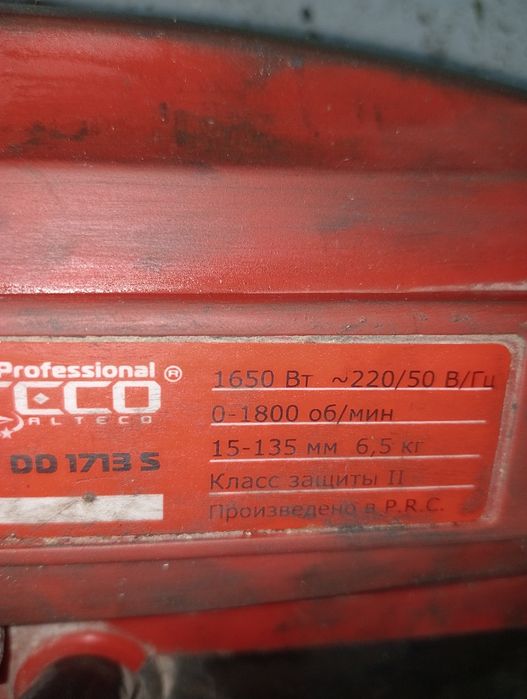 Professional ®
TECO
ALTECO
DD 1713 S
1650 Вт ~220/50 В/Гц
0-1800 об/мин
15-135 мм 6,5 кг
Класс защиты II
Произведено в P.R.C.